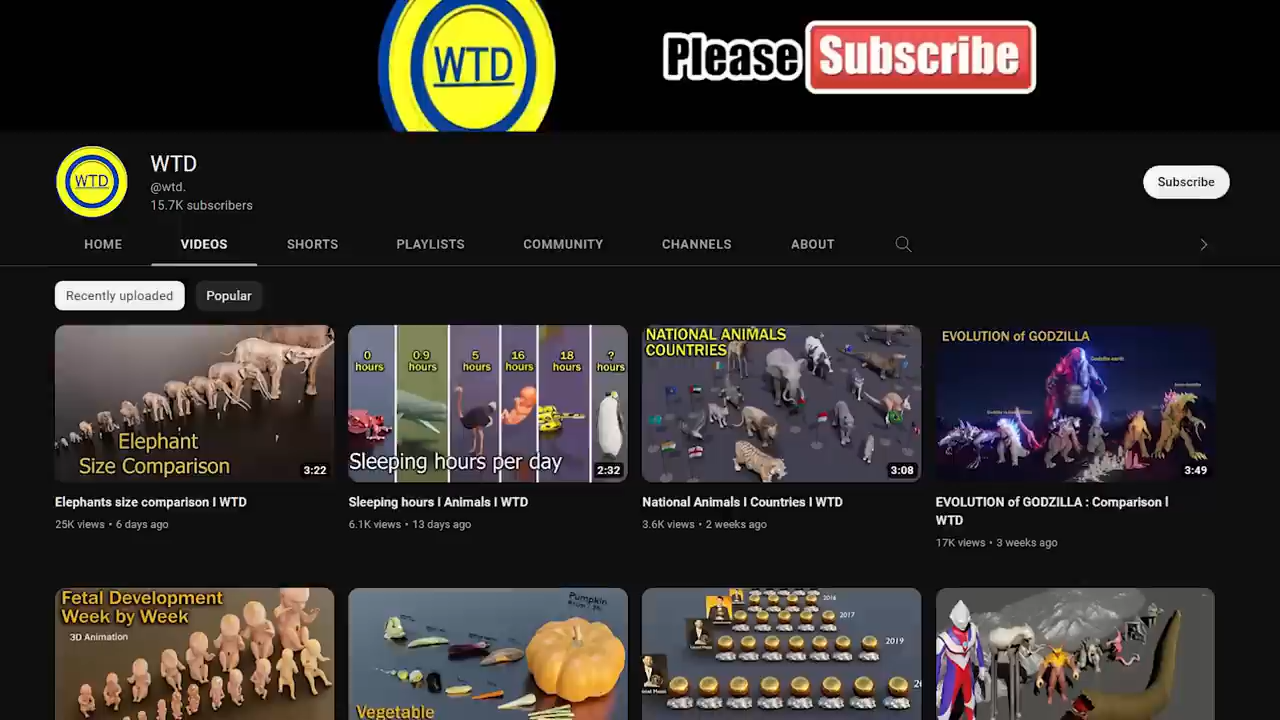 WTD
Please Subscribe
WTD
WTD
@wtd.
15.7K subscribers
Subscribe
HOME
VIDEOS
SHORTS
PLAYLISTS
COMMUNITY
CHANNELS
ABOUT
Recently uploaded
Popular
Elephant
Size Comparison
3:22
0 hours
0.9 hours
5 hours
16 hours
18 hours
? hours
Sleeping hours per day
2:32
NATIONAL ANIMALS
COUNTRIES
3:08
EVOLUTION of GODZILLA
Godzilla earth
3:49
Elephants size comparison l WTD
Sleeping hours l Animals l WTD
National Animals l Countries l WTD
EVOLUTION of GODZILLA : Comparison l
WTD
25K views • 6 days ago
6.1K views • 13 days ago
3.6K views • 2 weeks ago
17K views • 3 weeks ago
Fetal Development
Week by Week
3D Animation
Pumpkin
Vegetable
2016
2017
2019